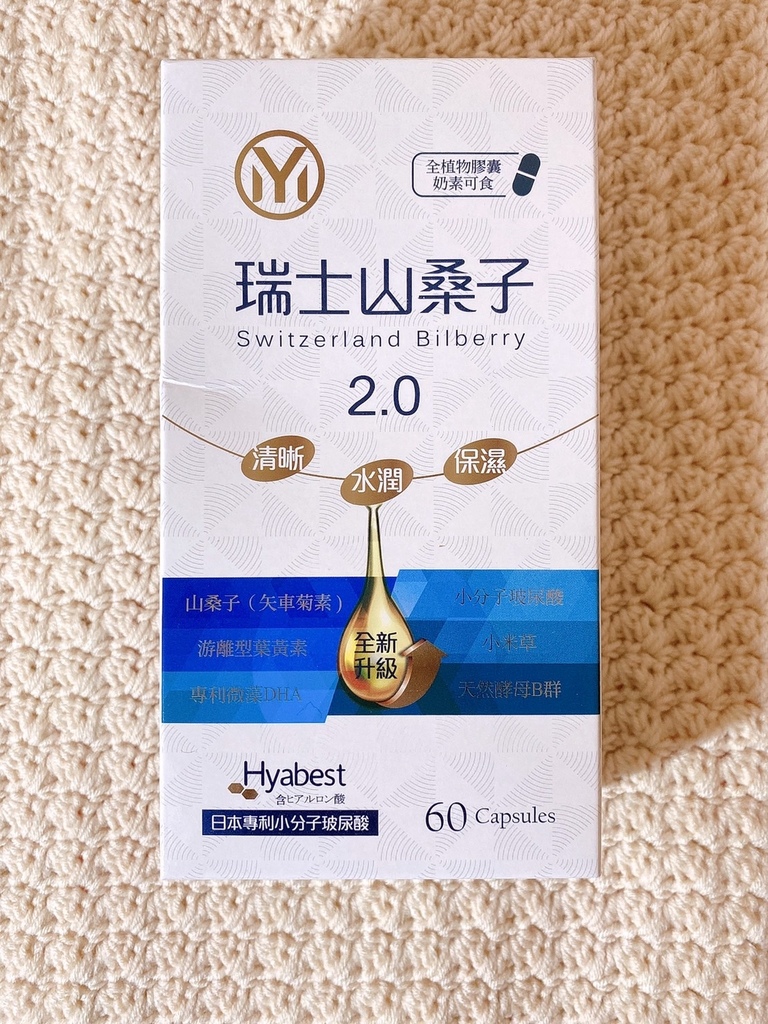 全植物膠囊
奶素可食
瑞士山桑子
Switzerland Bilberry
2.0
清晰
水潤
保濕
山桑子(矢車菊素)
游離型葉黃素
專利微藻DHA
全新
升級
小分子玻尿酸
小米草
天然酵母B群
Hyabest
含ヒアルロン酸
日本專利小分子玻尿酸
60 Capsules